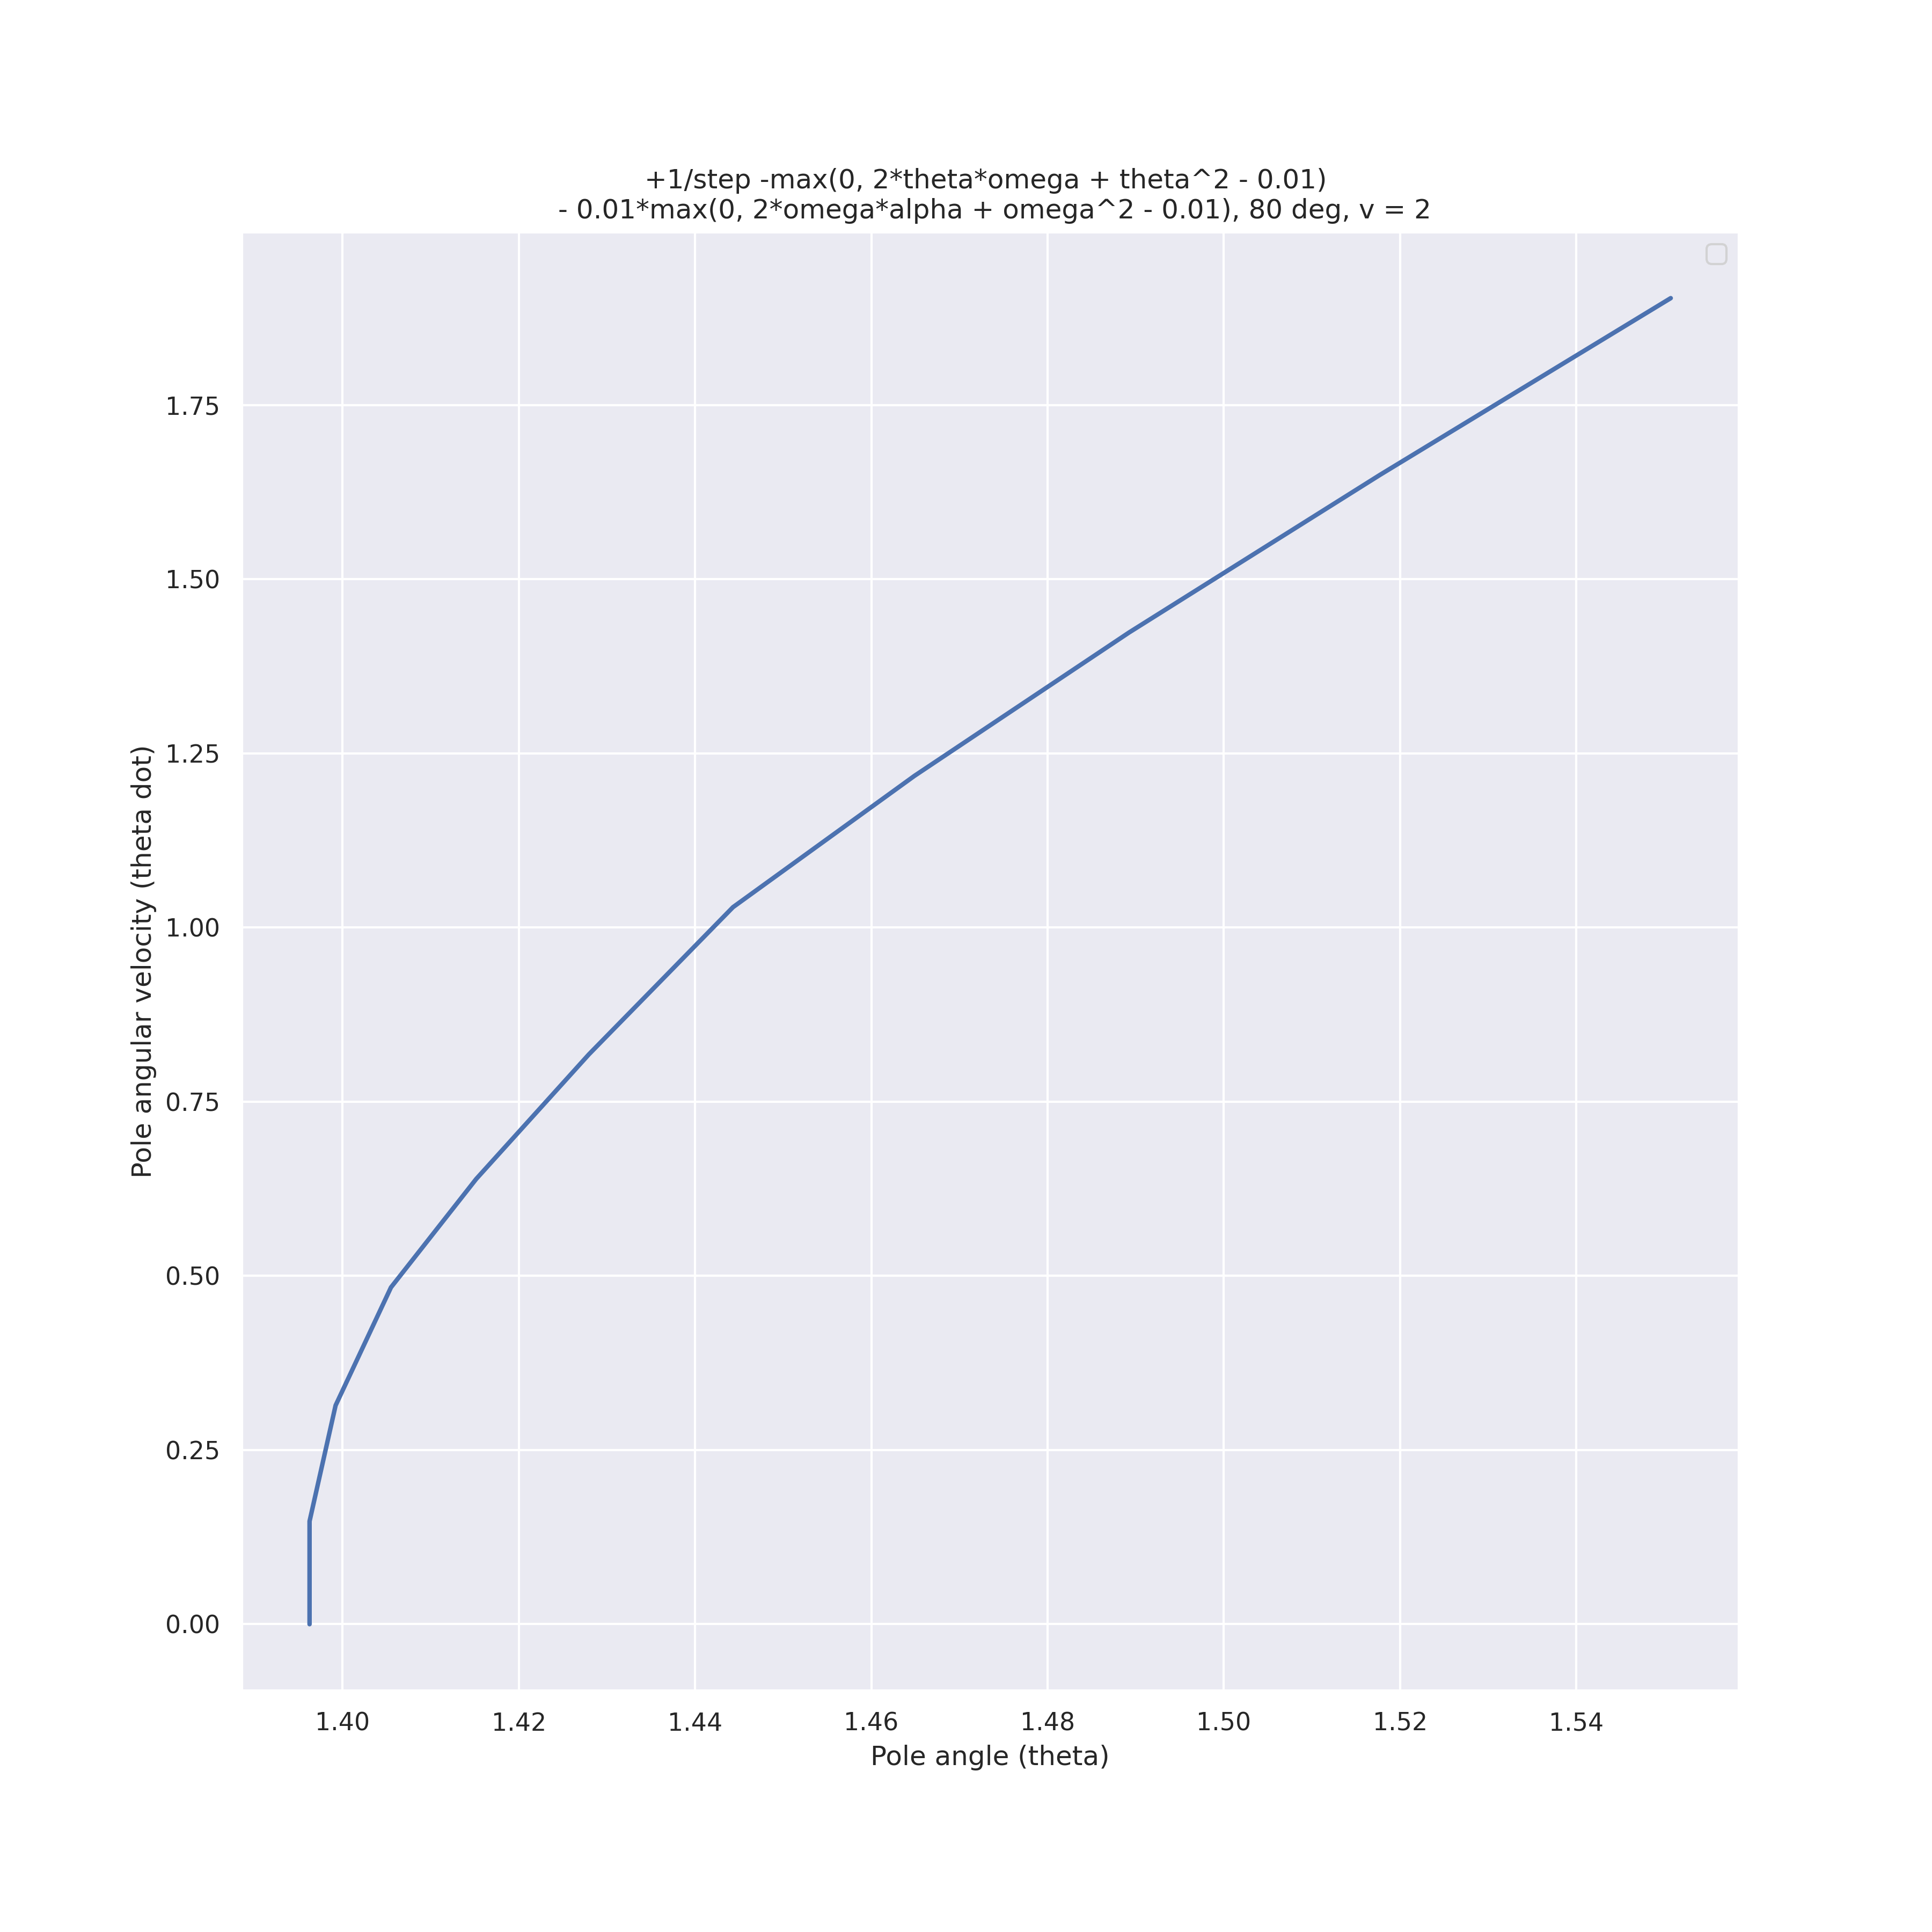 +1/step -max(0, 2*theta*omega + theta^2 - 0.01)
- 0.01*max(0, 2*omega*alpha + omega^2 - 0.01), 80 deg, v = 2
1.75
1.50
1.25
1.00
0.75
0.50
0.25
0.00
Pole angular velocity (theta dot)
1.40 1.42 1.44 1.46 1.48 1.50 1.52 1.54
Pole angle (theta)